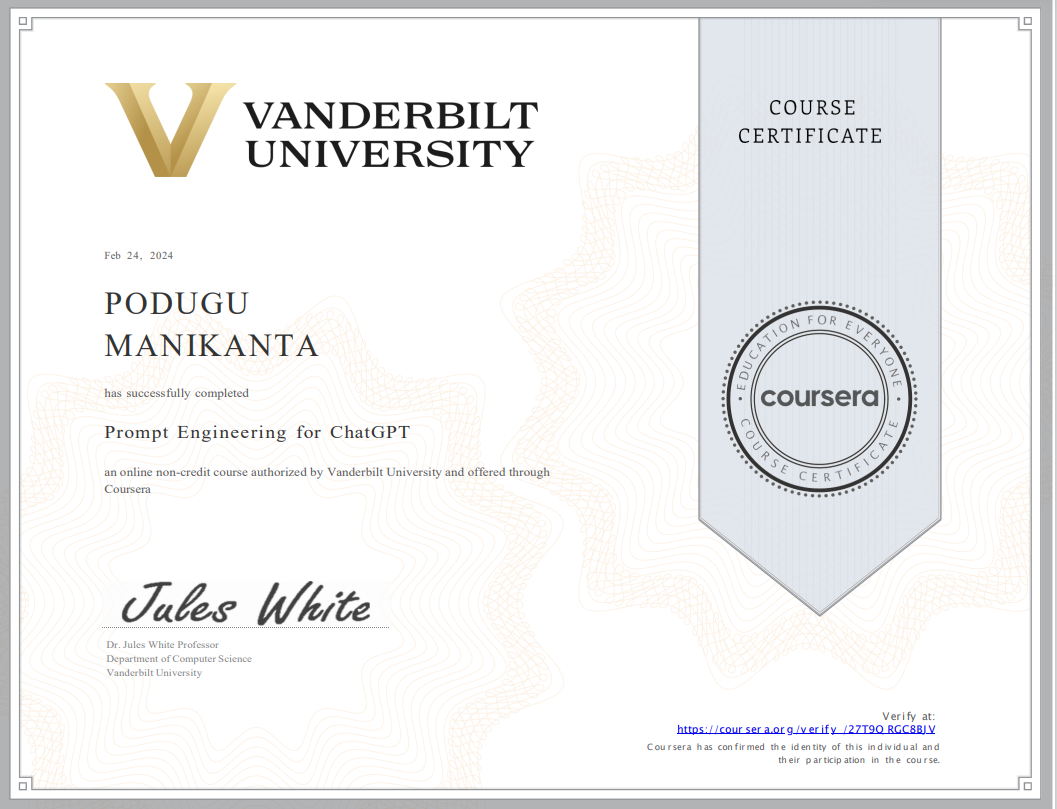 VANDERBILT
UNIVERSITY
COURSE
CERTIFICATE
Feb 24, 2024
PODUGU
MANIKANTA
has successfully completed
Prompt Engineering for ChatGPT
an online non-credit course authorized by Vanderbilt University and offered through
Coursera
EDUCATION FOR EVERYONE
coursera
COURSE CERTIFICATE
Jules White
Dr. Jules White Professor
Department of Computer Science
Vanderbilt University
Verify at:
https://coursera.org/verify/27T9QRGC8BJV
Coursera has confirmed the identity of this individual and
their participation in the course.